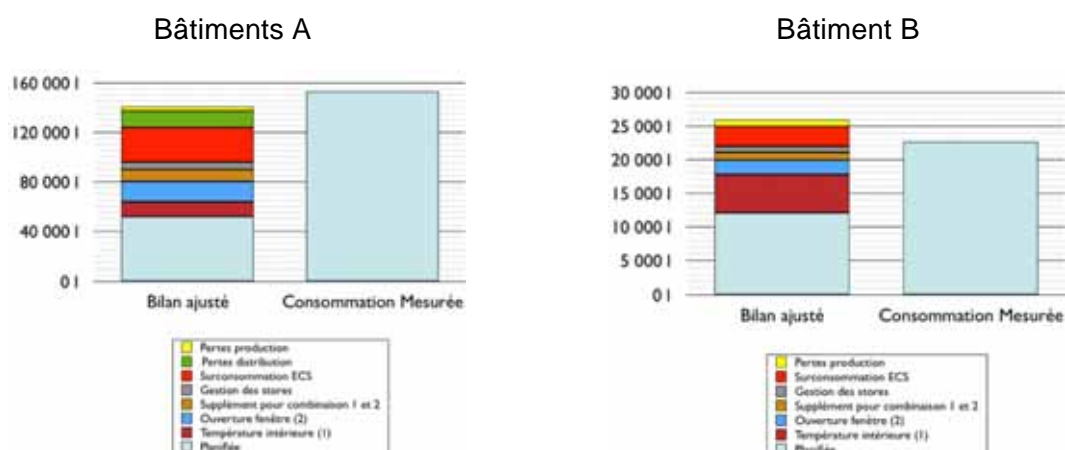 Bâtiments A
160 000 l
120 000 l
80 000 l
40 000 l
0 l
Bilan ajusté
Consommation Mesurée
Pertes production
Pertes distribution
Surconsommation ECS
Gestion des stores
Supplément pour combinaison 1 et 2
Ouverture fenêtre (2)
Température intérieure (1)
Planifiée
Bâtiment B
30 000 l
25 000 l
20 000 l
15 000 l
10 000 l
5 000 l
0 l
Bilan ajusté
Consommation Mesurée
Pertes production
Surconsommation ECS
Gestion des stores
Supplément pour combinaison 1 et 2
Ouverture fenêtre (2)
Température intérieure (1)
Planifiée